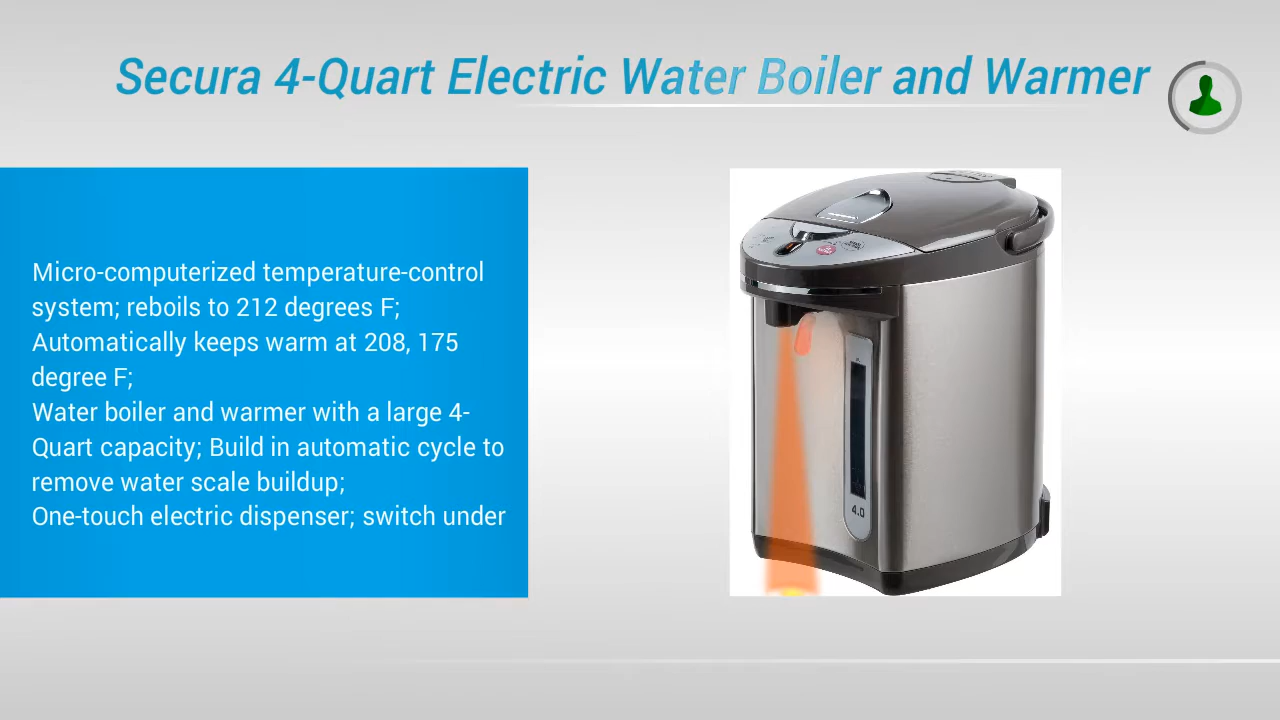 Secura 4-Quart Electric Water Boiler and Warmer
Micro-computerized temperature-control
system; reboils to 212 degrees F;
Automatically keeps warm at 208, 175
degree F;
Water boiler and warmer with a large 4-
Quart capacity; Build in automatic cycle to
remove water scale buildup;
One-touch electric dispenser; switch under
4.0